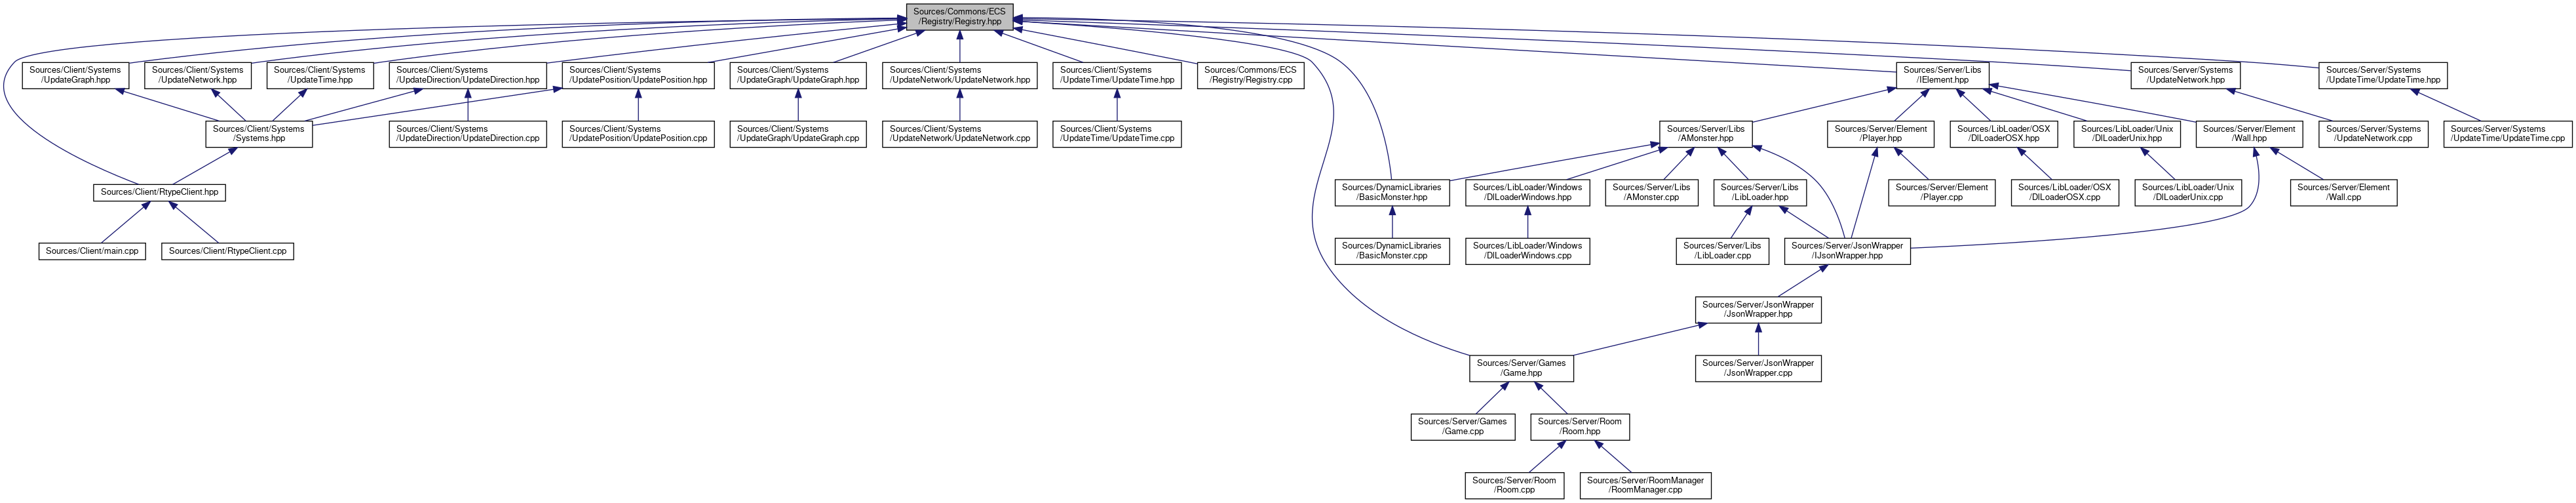 Sources/Commons/ECS
/Registry/Registry.hpp
Sources/Client/Systems
/UpdateGraph.hpp
Sources/Client/Systems
/UpdateNetwork.hpp
Sources/Client/Systems
/UpdateTime.hpp
Sources/Client/Systems
/UpdateDirection/UpdateDirection.hpp
Sources/Client/Systems
/UpdatePosition/UpdatePosition.hpp
Sources/Client/Systems
/UpdateGraph/UpdateGraph.hpp
Sources/Client/Systems
/UpdateNetwork/UpdateNetwork.hpp
Sources/Client/Systems
/UpdateTime/UpdateTime.hpp
Sources/Commons/ECS
/Registry/Registry.cpp
Sources/Server/Libs
/IElement.hpp
Sources/Server/Systems
/UpdateNetwork.hpp
Sources/Server/Systems
/UpdateTime/UpdateTime.hpp
Sources/Client/Systems
/Systems.hpp
Sources/Client/Systems
/UpdateDirection/UpdateDirection.cpp
Sources/Client/Systems
/UpdatePosition/UpdatePosition.cpp
Sources/Client/Systems
/UpdateGraph/UpdateGraph.cpp
Sources/Client/Systems
/UpdateNetwork/UpdateNetwork.cpp
Sources/Client/Systems
/UpdateTime/UpdateTime.cpp
Sources/Server/Libs
/AMonster.hpp
Sources/Server/Element
/Player.hpp
Sources/LibLoader/OSX
/DlLoaderOSX.hpp
Sources/LibLoader/Unix
/DlLoaderUnix.hpp
Sources/Server/Element
/Wall.hpp
Sources/Server/Systems
/UpdateNetwork.cpp
Sources/Server/Systems
/UpdateTime/UpdateTime.cpp
Sources/Client/RtypeClient.hpp
Sources/DynamicLibraries
/BasicMonster.hpp
Sources/LibLoader/Windows
/DlLoaderWindows.hpp
Sources/Server/Libs
/AMonster.cpp
Sources/Server/Libs
/LibLoader.hpp
Sources/Server/Element
/Player.cpp
Sources/LibLoader/OSX
/DlLoaderOSX.cpp
Sources/LibLoader/Unix
/DlLoaderUnix.cpp
Sources/Server/Element
/Wall.cpp
Sources/Client/main.cpp
Sources/Client/RtypeClient.cpp
Sources/DynamicLibraries
/BasicMonster.cpp
Sources/LibLoader/Windows
/DlLoaderWindows.cpp
Sources/Server/Libs
/LibLoader.cpp
Sources/Server/JsonWrapper
/IJsonWrapper.hpp
Sources/Server/JsonWrapper
/JsonWrapper.hpp
Sources/Server/Games
/Game.hpp
Sources/Server/JsonWrapper
/JsonWrapper.cpp
Sources/Server/Games
/Game.cpp
Sources/Server/Room
/Room.hpp
Sources/Server/Room
/Room.cpp
Sources/Server/RoomManager
/RoomManager.cpp